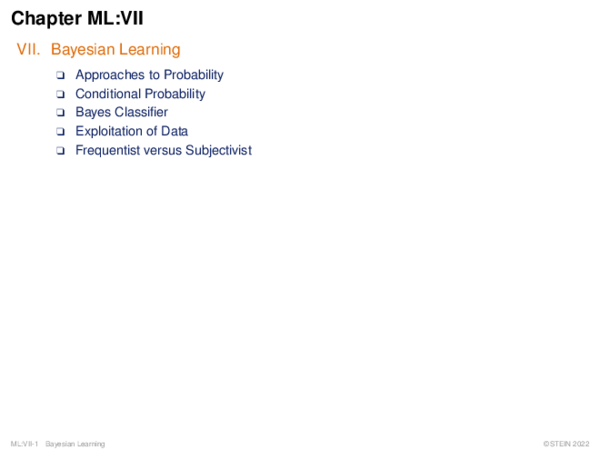 Chapter ML:VII
VII. Bayesian Learning
❑ Approaches to Probability
❑ Conditional Probability
❑ Bayes Classifier
❑ Exploitation of Data
❑ Frequentist versus Subjectivist
ML:VII-1 Bayesian Learning ©STEIN 2022